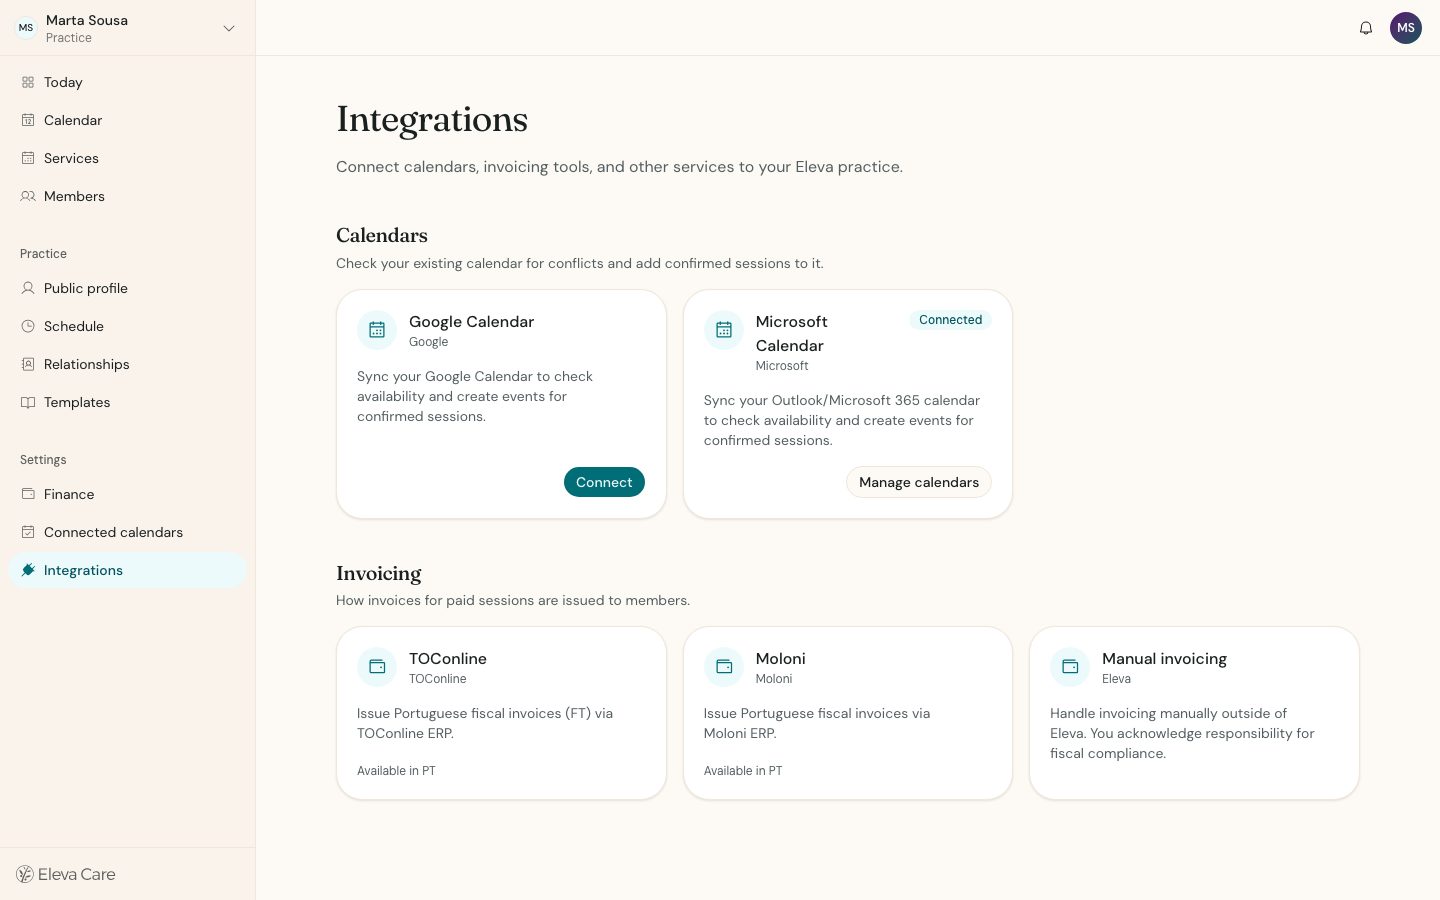 MS
Marta Sousa
Practice
MS
Today
12
Calendar
Services
Members
Practice
Public profile
Schedule
Relationships
Templates
Settings
Finance
Connected calendars
Integrations
Eleva Care
Integrations
Connect calendars, invoicing tools, and other services to your Eleva practice.
Calendars
Check your existing calendar for conflicts and add confirmed sessions to it.
Google Calendar
Google
Sync your Google Calendar to check
availability and create events for
confirmed sessions.
Connect
Microsoft
Calendar
Connected
Microsoft
Sync your Outlook/Microsoft 365 calendar
to check availability and create events for
confirmed sessions.
Manage calendars
Invoicing
How invoices for paid sessions are issued to members.
TOConline
TOConline
Issue Portuguese fiscal invoices (FT) via
TOConline ERP.
Available in PT
Moloni
Moloni
Issue Portuguese fiscal invoices via
Moloni ERP.
Available in PT
Manual invoicing
Eleva
Handle invoicing manually outside of
Eleva. You acknowledge responsibility for
fiscal compliance.